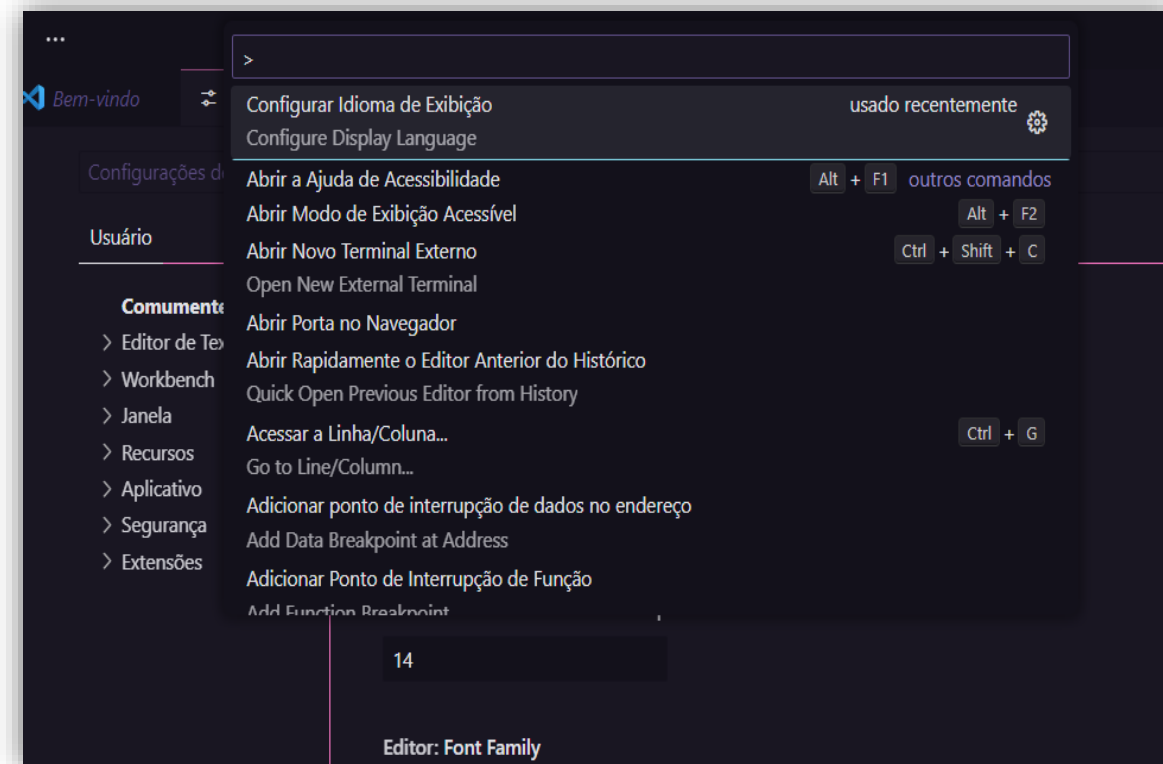 ...
>
Bem-vindo
Configurar Idioma de Exibição usado recentemente
Configure Display Language
Configurações d
Abrir a Ajuda de Acessibilidade Alt + F1 outros comandos
Abrir Modo de Exibição Acessível Alt + F2
Usuário
Abrir Novo Terminal Externo Ctrl + Shift + C
Open New External Terminal
Comumente
Abrir Porta no Navegador
> Editor de Tex
Abrir Rapidamente o Editor Anterior do Histórico
> Workbench
Quick Open Previous Editor from History
> Janela
Acessar a Linha/Coluna... Ctrl + G
> Recursos
Go to Line/Column...
> Aplicativo
Adicionar ponto de interrupção de dados no endereço
> Segurança
Add Data Breakpoint at Address
> Extensões
Adicionar Ponto de Interrupção de Função
Add Function Breakpoint
14
Editor: Font Family